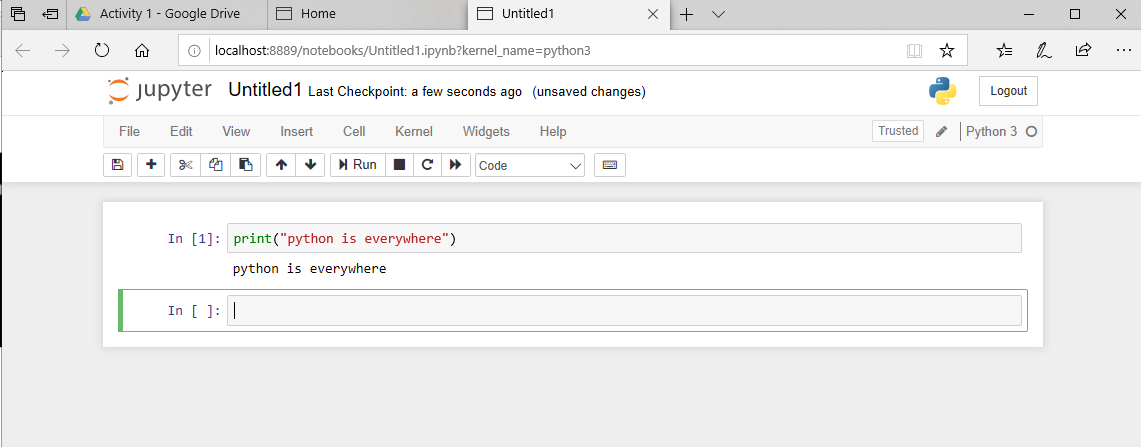 Activity 1 - Google Drive Home Untitled1
localhost:8889/notebooks/Untitled1.ipynb?kernel_name=python3
jupyter Untitled1 Last Checkpoint: a few seconds ago (unsaved changes) Logout
File Edit View Insert Cell Kernel Widgets Help Trusted Python 3
Run Code
In [1]: print("python is everywhere")
python is everywhere
In [ ]: